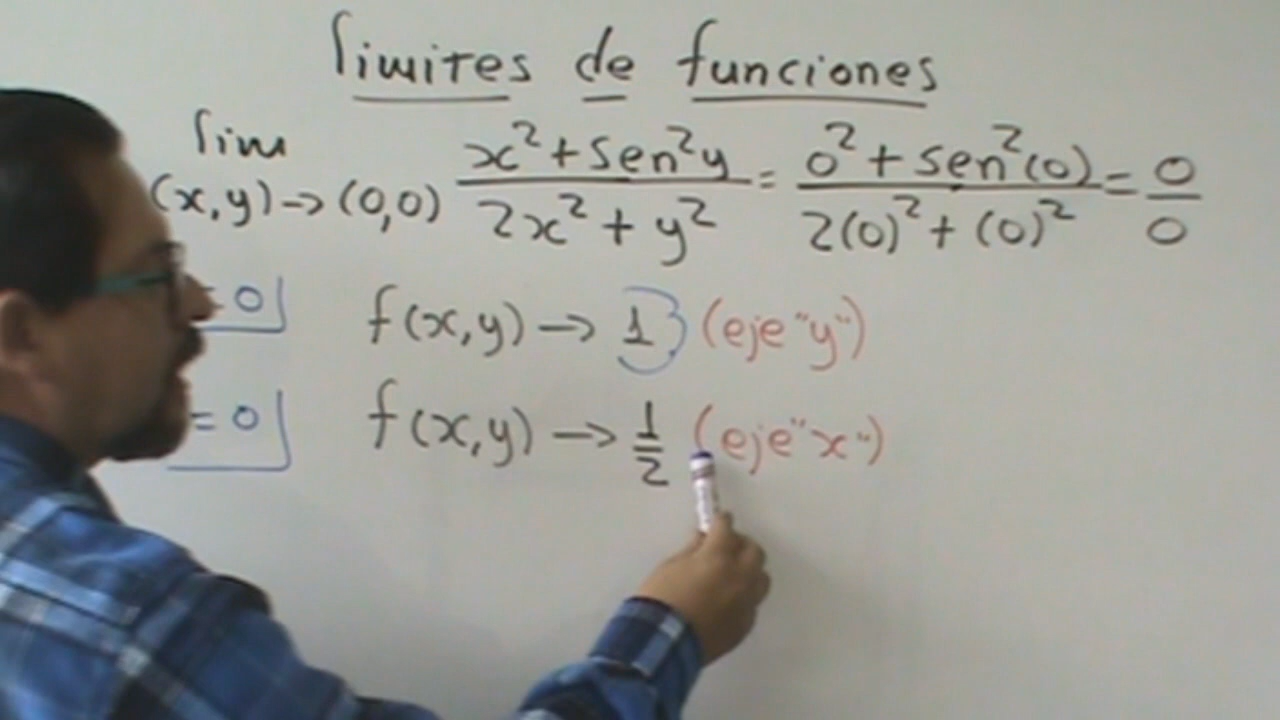 limites de funciones
lim (x,y)→(0,0) x²+sen²y / 2x²+y² = 0²+sen²(0) / 2(0)²+(0)² = 0/0
=0 f(x,y)→1 (eje "y")
=0 f(x,y)→1/2 (eje "x")